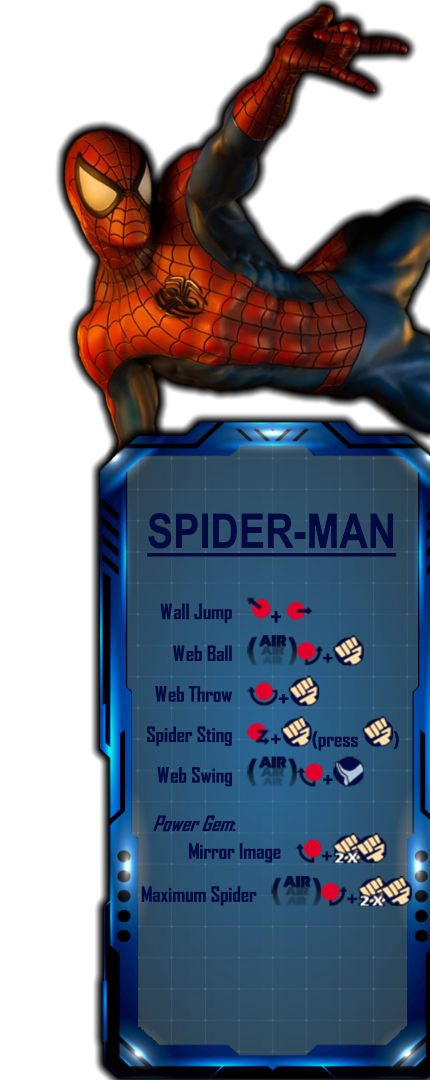 SPIDER-MAN
Wall Jump +
Web Ball (AIR) +
Web Throw +
Spider Sting Z + (press )
Web Swing (AIR) +
Power Gem:
Mirror Image + 2X
Maximum Spider (AIR) + 2X